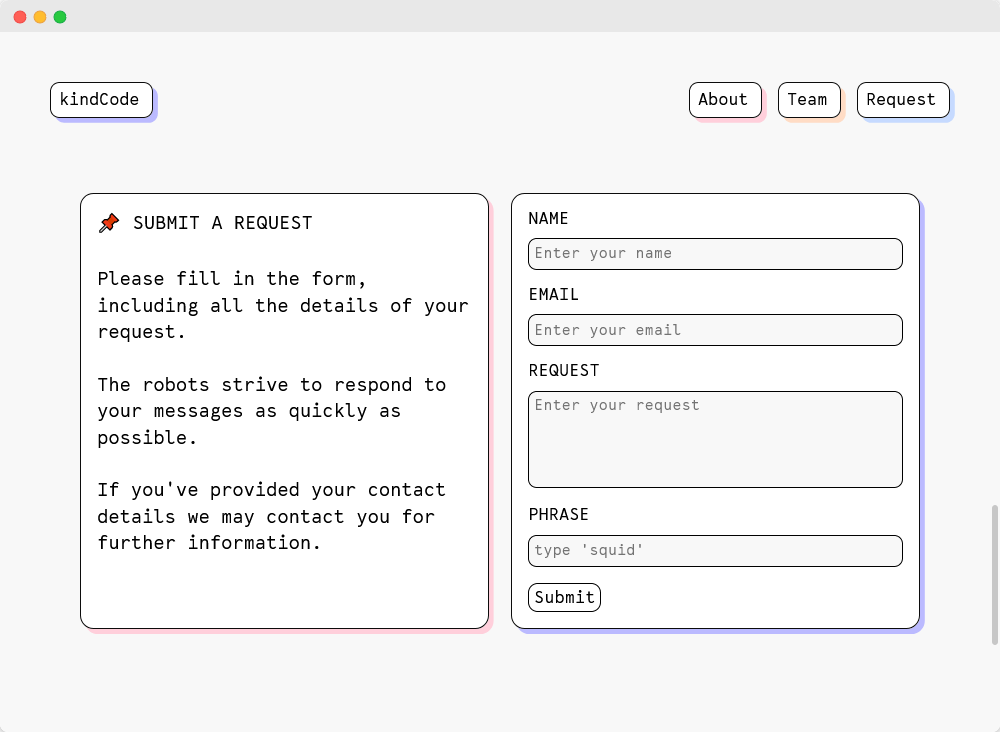 kindCode
About
Team
Request
SUBMIT A REQUEST
Please fill in the form,
including all the details of your
request.
The robots strive to respond to
your messages as quickly as
possible.
If you've provided your contact
details we may contact you for
further information.
NAME
Enter your name
EMAIL
Enter your email
REQUEST
Enter your request
PHRASE
type 'squid'
Submit